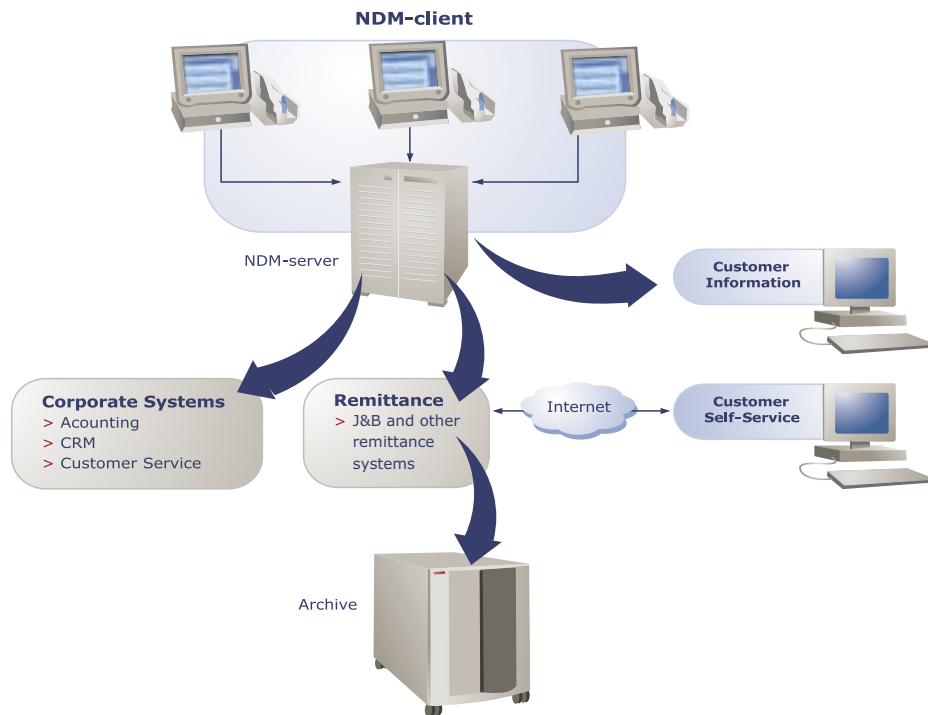 NDM-client
NDM-server
Customer
Information
Corporate Systems
> Acounting
> CRM
> Customer Service
Remittance
> J&B and other
remittance
systems
Internet
Customer
Self-Service
Archive